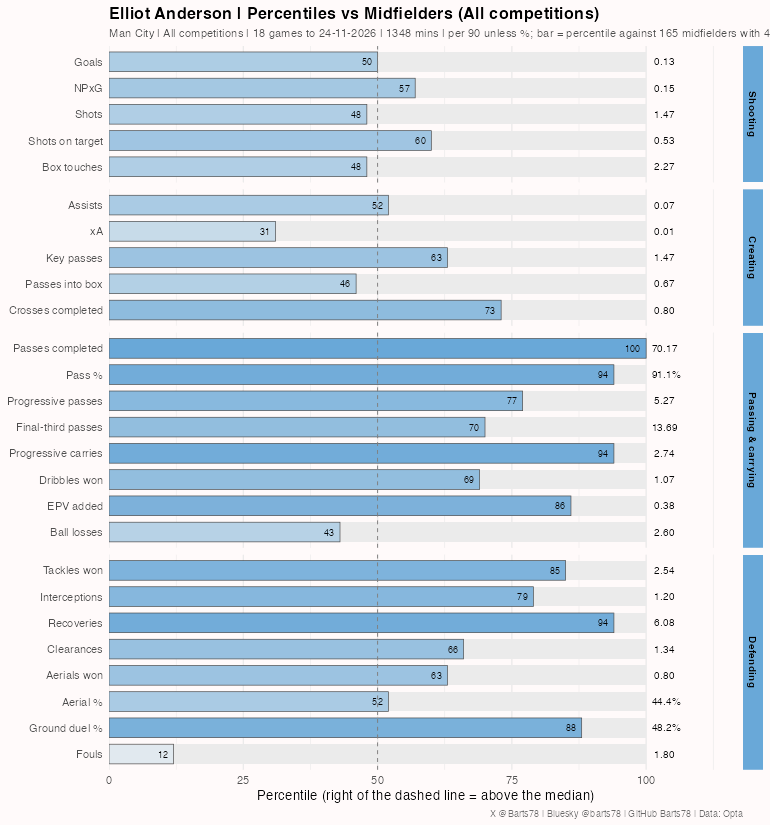 Elliot Anderson | Percentiles vs Midfielders (All competitions)
Man City | All competitions | 18 games to 24-11-2026 | 1348 mins | per 90 unless %; bar = percentile against 165 midfielders with 4
Goals 50 0.13
NPxG 57 0.15
Shots 48 1.47
Shots on target 60 0.53
Box touches 48 2.27
Shooting
Assists 52 0.07
xA 31 0.01
Key passes 63 1.47
Passes into box 46 0.67
Crosses completed 73 0.80
Creating
Passes completed 100 70.17
Pass % 94 91.1%
Progressive passes 77 5.27
Final-third passes 70 13.69
Progressive carries 94 2.74
Dribbles won 69 1.07
EPV added 86 0.38
Ball losses 43 2.60
Passing & carrying
Tackles won 85 2.54
Interceptions 79 1.20
Recoveries 94 6.08
Clearances 66 1.34
Aerials won 63 0.80
Aerial % 52 44.4%
Ground duel % 88 48.2%
Fouls 12 1.80
Defending
0 25 50 75 100
Percentile (right of the dashed line = above the median)
X @Barts78 | Bluesky @barts78 | GitHub Barts78 | Data: Opta